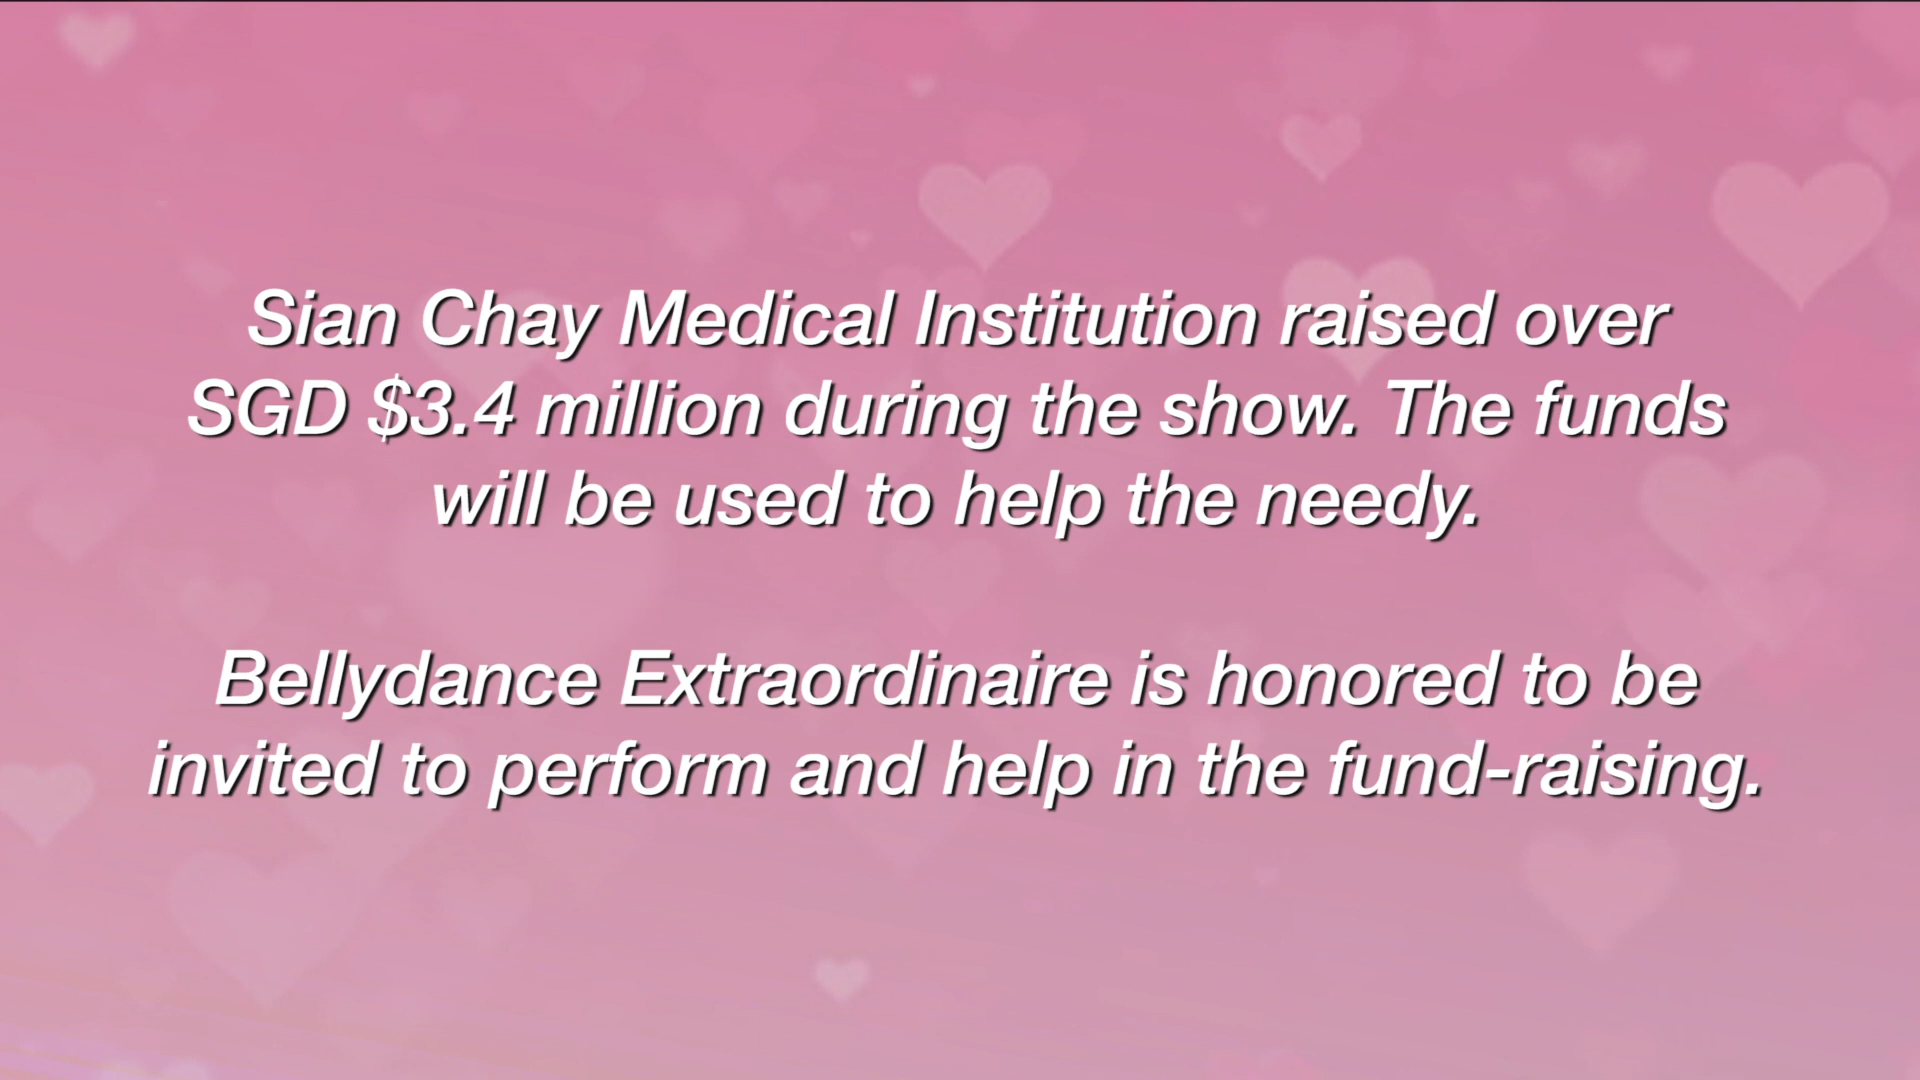 Sian Chay Medical Institution raised over
SGD $3.4 million during the show. The funds
will be used to help the needy.
Bellydance Extraordinaire is honored to be
invited to perform and help in the fund-raising.